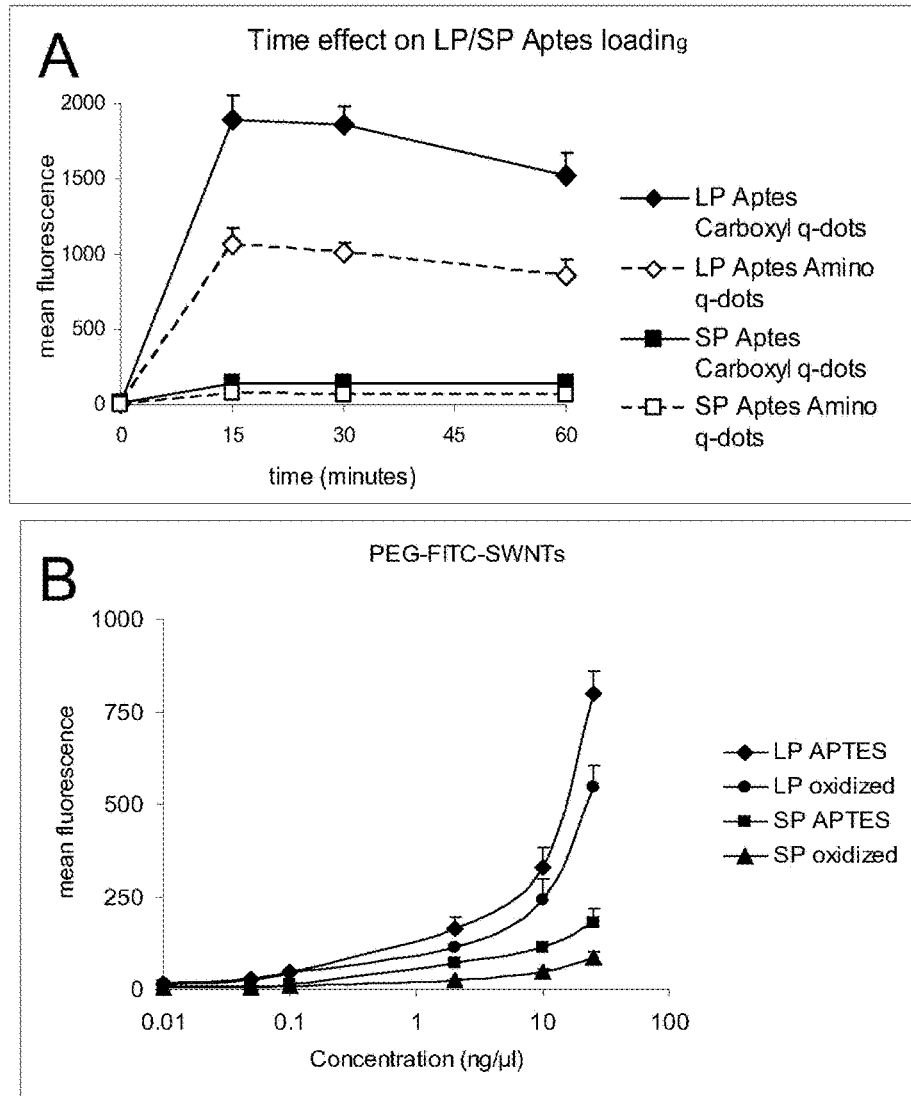 A
Time effect on LP/SP Aptes loading
mean fluorescence
2000
1500
1000
500
0
0 15 30 45 60
time (minutes)
LP Aptes
Carboxyl q-dots
LP Aptes Amino
q-dots
SP Aptes
Carboxyl q-dots
SP Aptes Amino
q-dots
B
PEG-FITC-SWNTs
mean fluorescence
1000
750
500
250
0
0.01 0.1 1 10 100
Concentration (ng/µl)
LP APTES
LP oxidized
SP APTES
SP oxidized